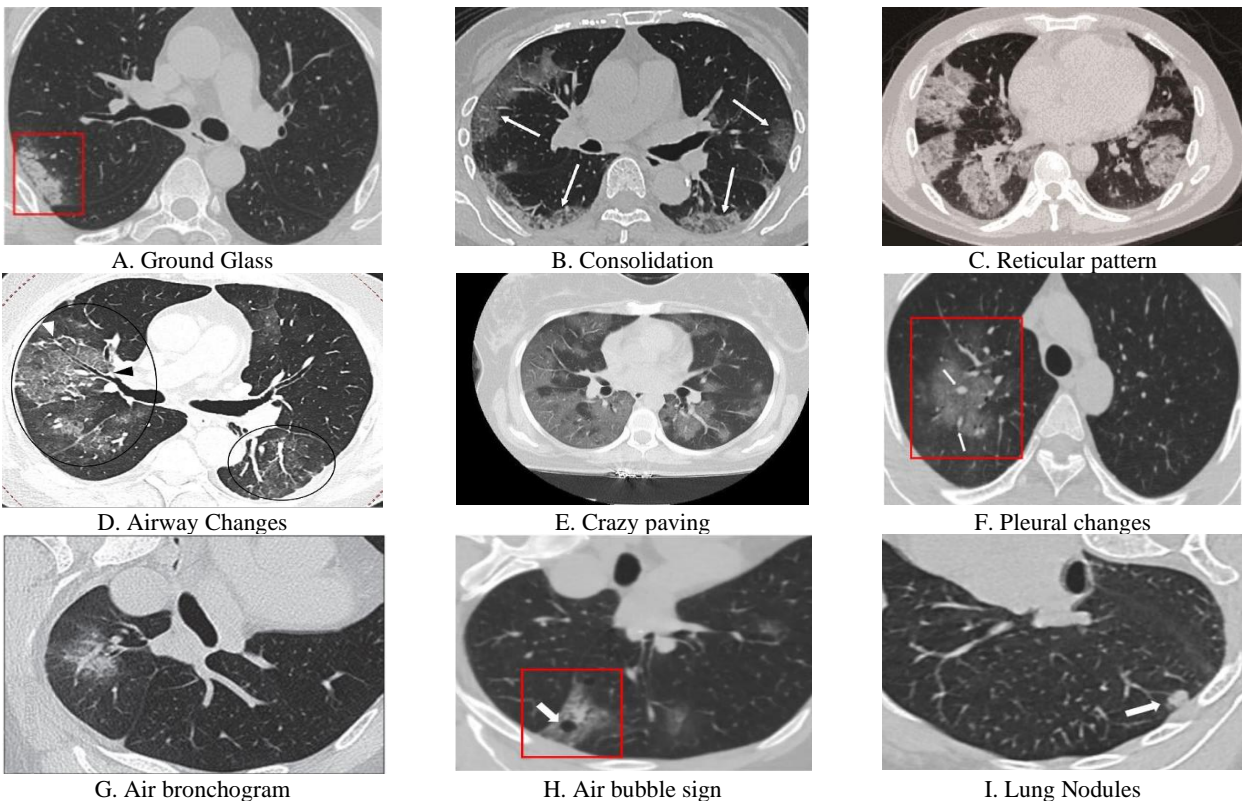 A. Ground Glass
B. Consolidation
C. Reticular pattern
D. Airway Changes
E. Crazy paving
F. Pleural changes
G. Air bronchogram
H. Air bubble sign
I. Lung Nodules